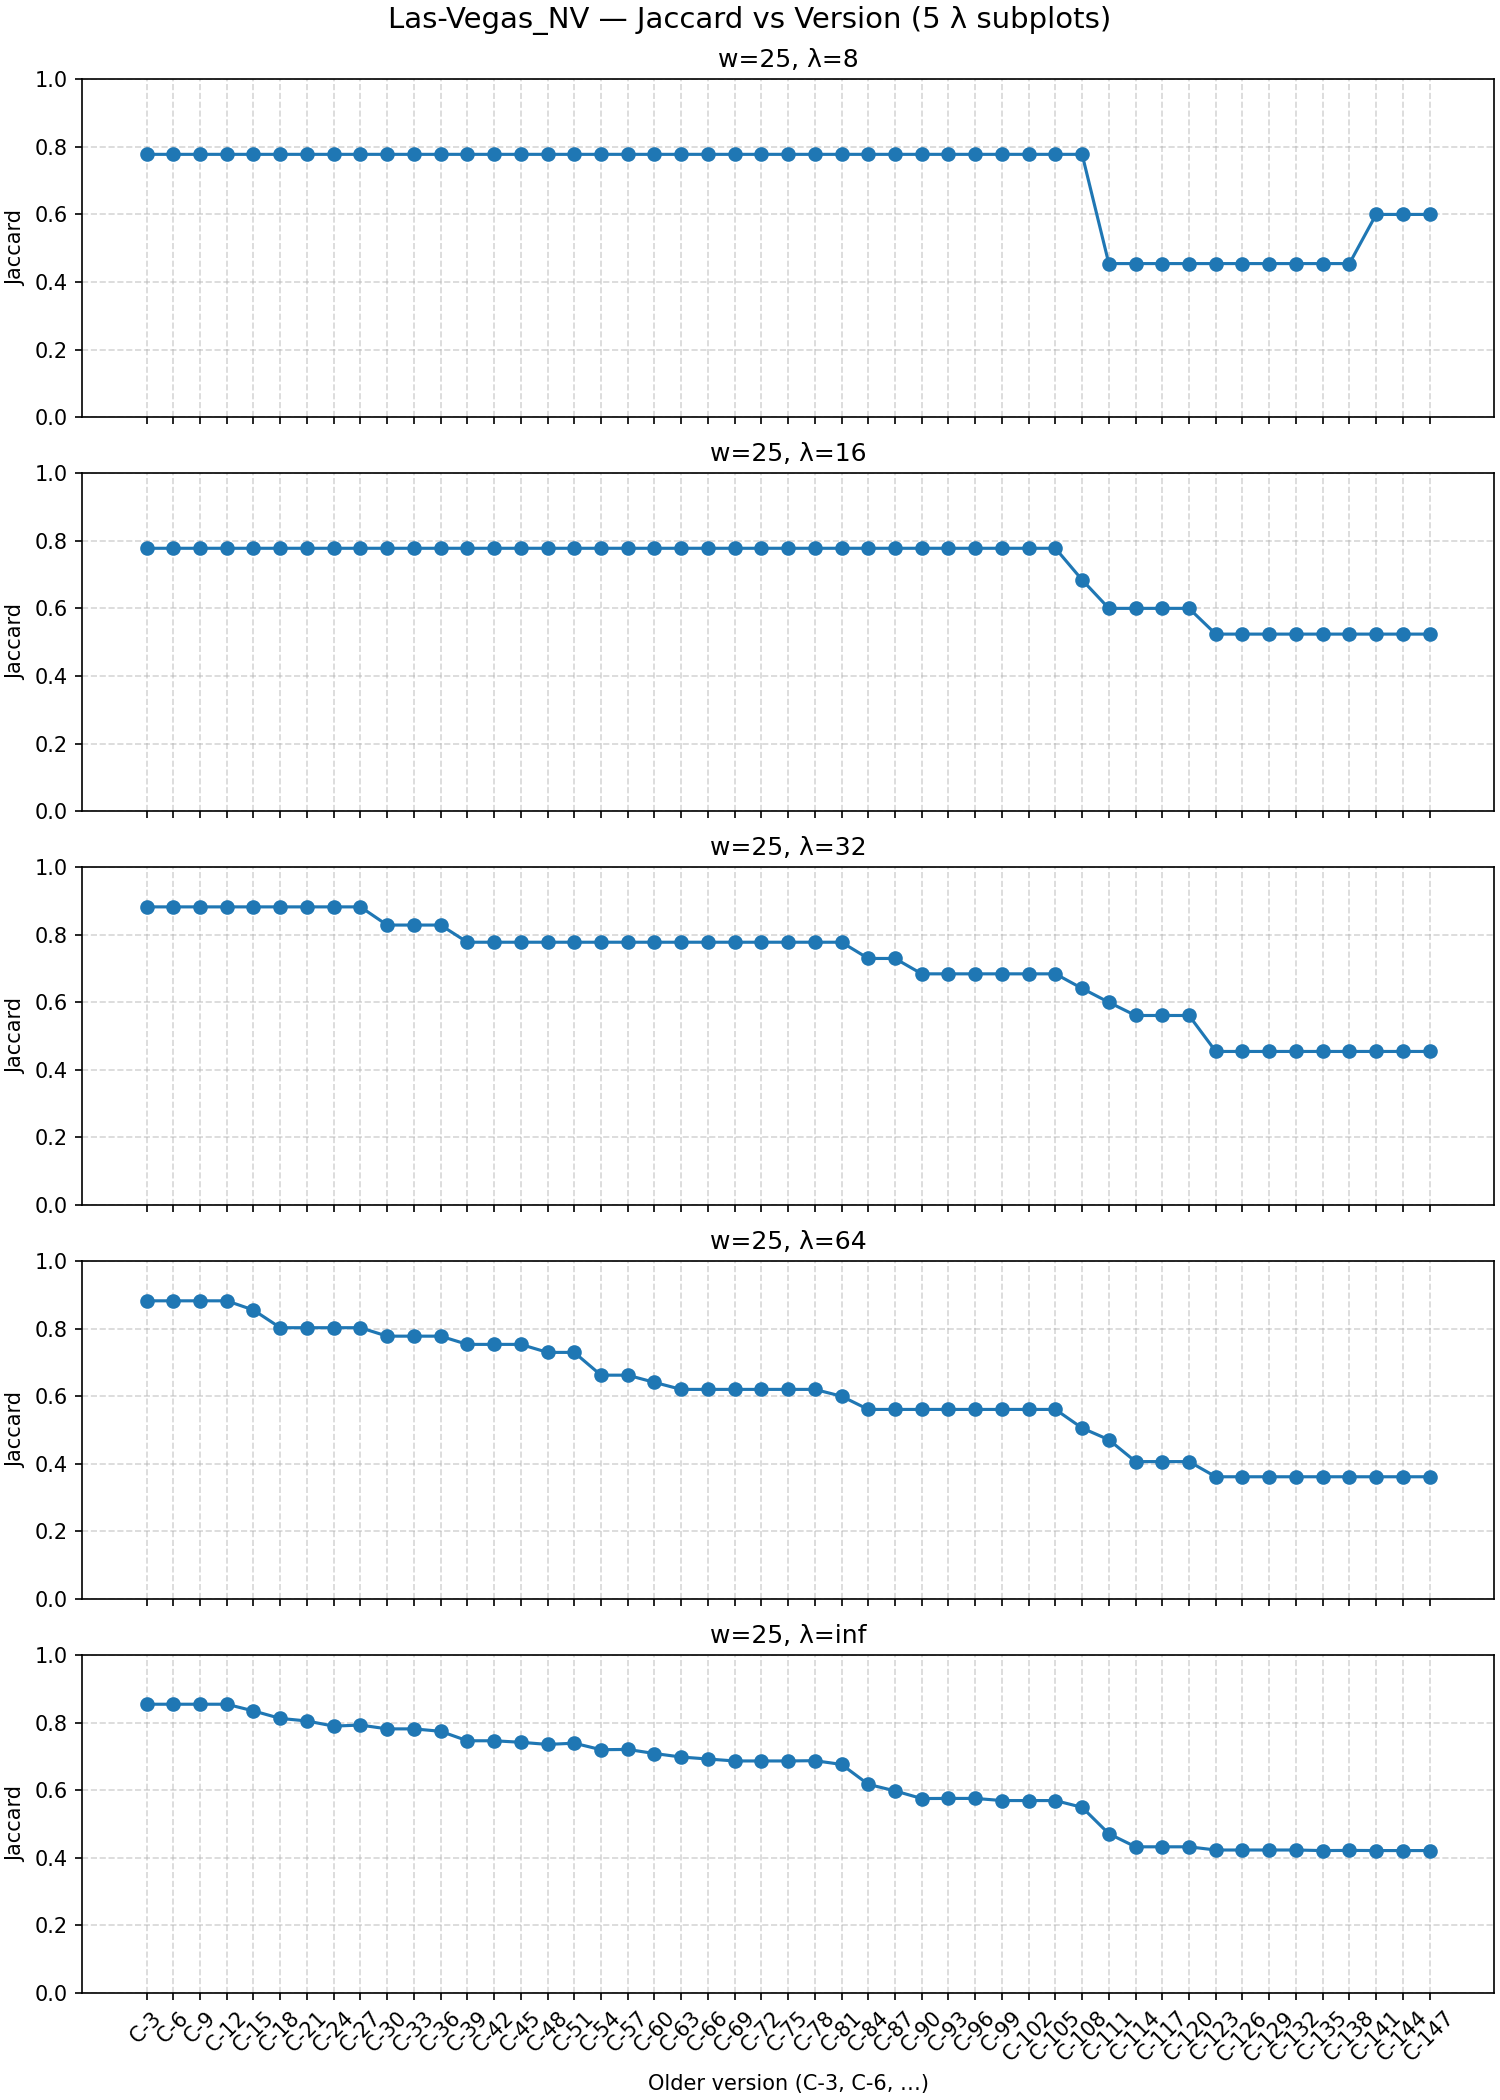 Las-Vegas_NV — Jaccard vs Version (5 λ subplots)
w=25, λ=8
1.0
0.8
0.6
0.4
0.2
0.0
Jaccard
w=25, λ=16
1.0
0.8
0.6
0.4
0.2
0.0
Jaccard
w=25, λ=32
1.0
0.8
0.6
0.4
0.2
0.0
Jaccard
w=25, λ=64
1.0
0.8
0.6
0.4
0.2
0.0
Jaccard
w=25, λ=inf
1.0
0.8
0.6
0.4
0.2
0.0
Jaccard
C-3 C-6 C-9 C-12 C-15 C-18 C-21 C-24 C-27 C-30 C-33 C-36 C-39 C-42 C-45 C-48 C-51 C-54 C-57 C-60 C-63 C-66 C-69 C-72 C-75 C-78 C-81 C-84 C-87 C-90 C-93 C-96 C-99 C-102 C-105 C-108 C-111 C-114 C-117 C-120 C-123 C-126 C-129 C-132 C-135 C-138 C-141 C-144 C-147
Older version (C-3, C-6, ...)